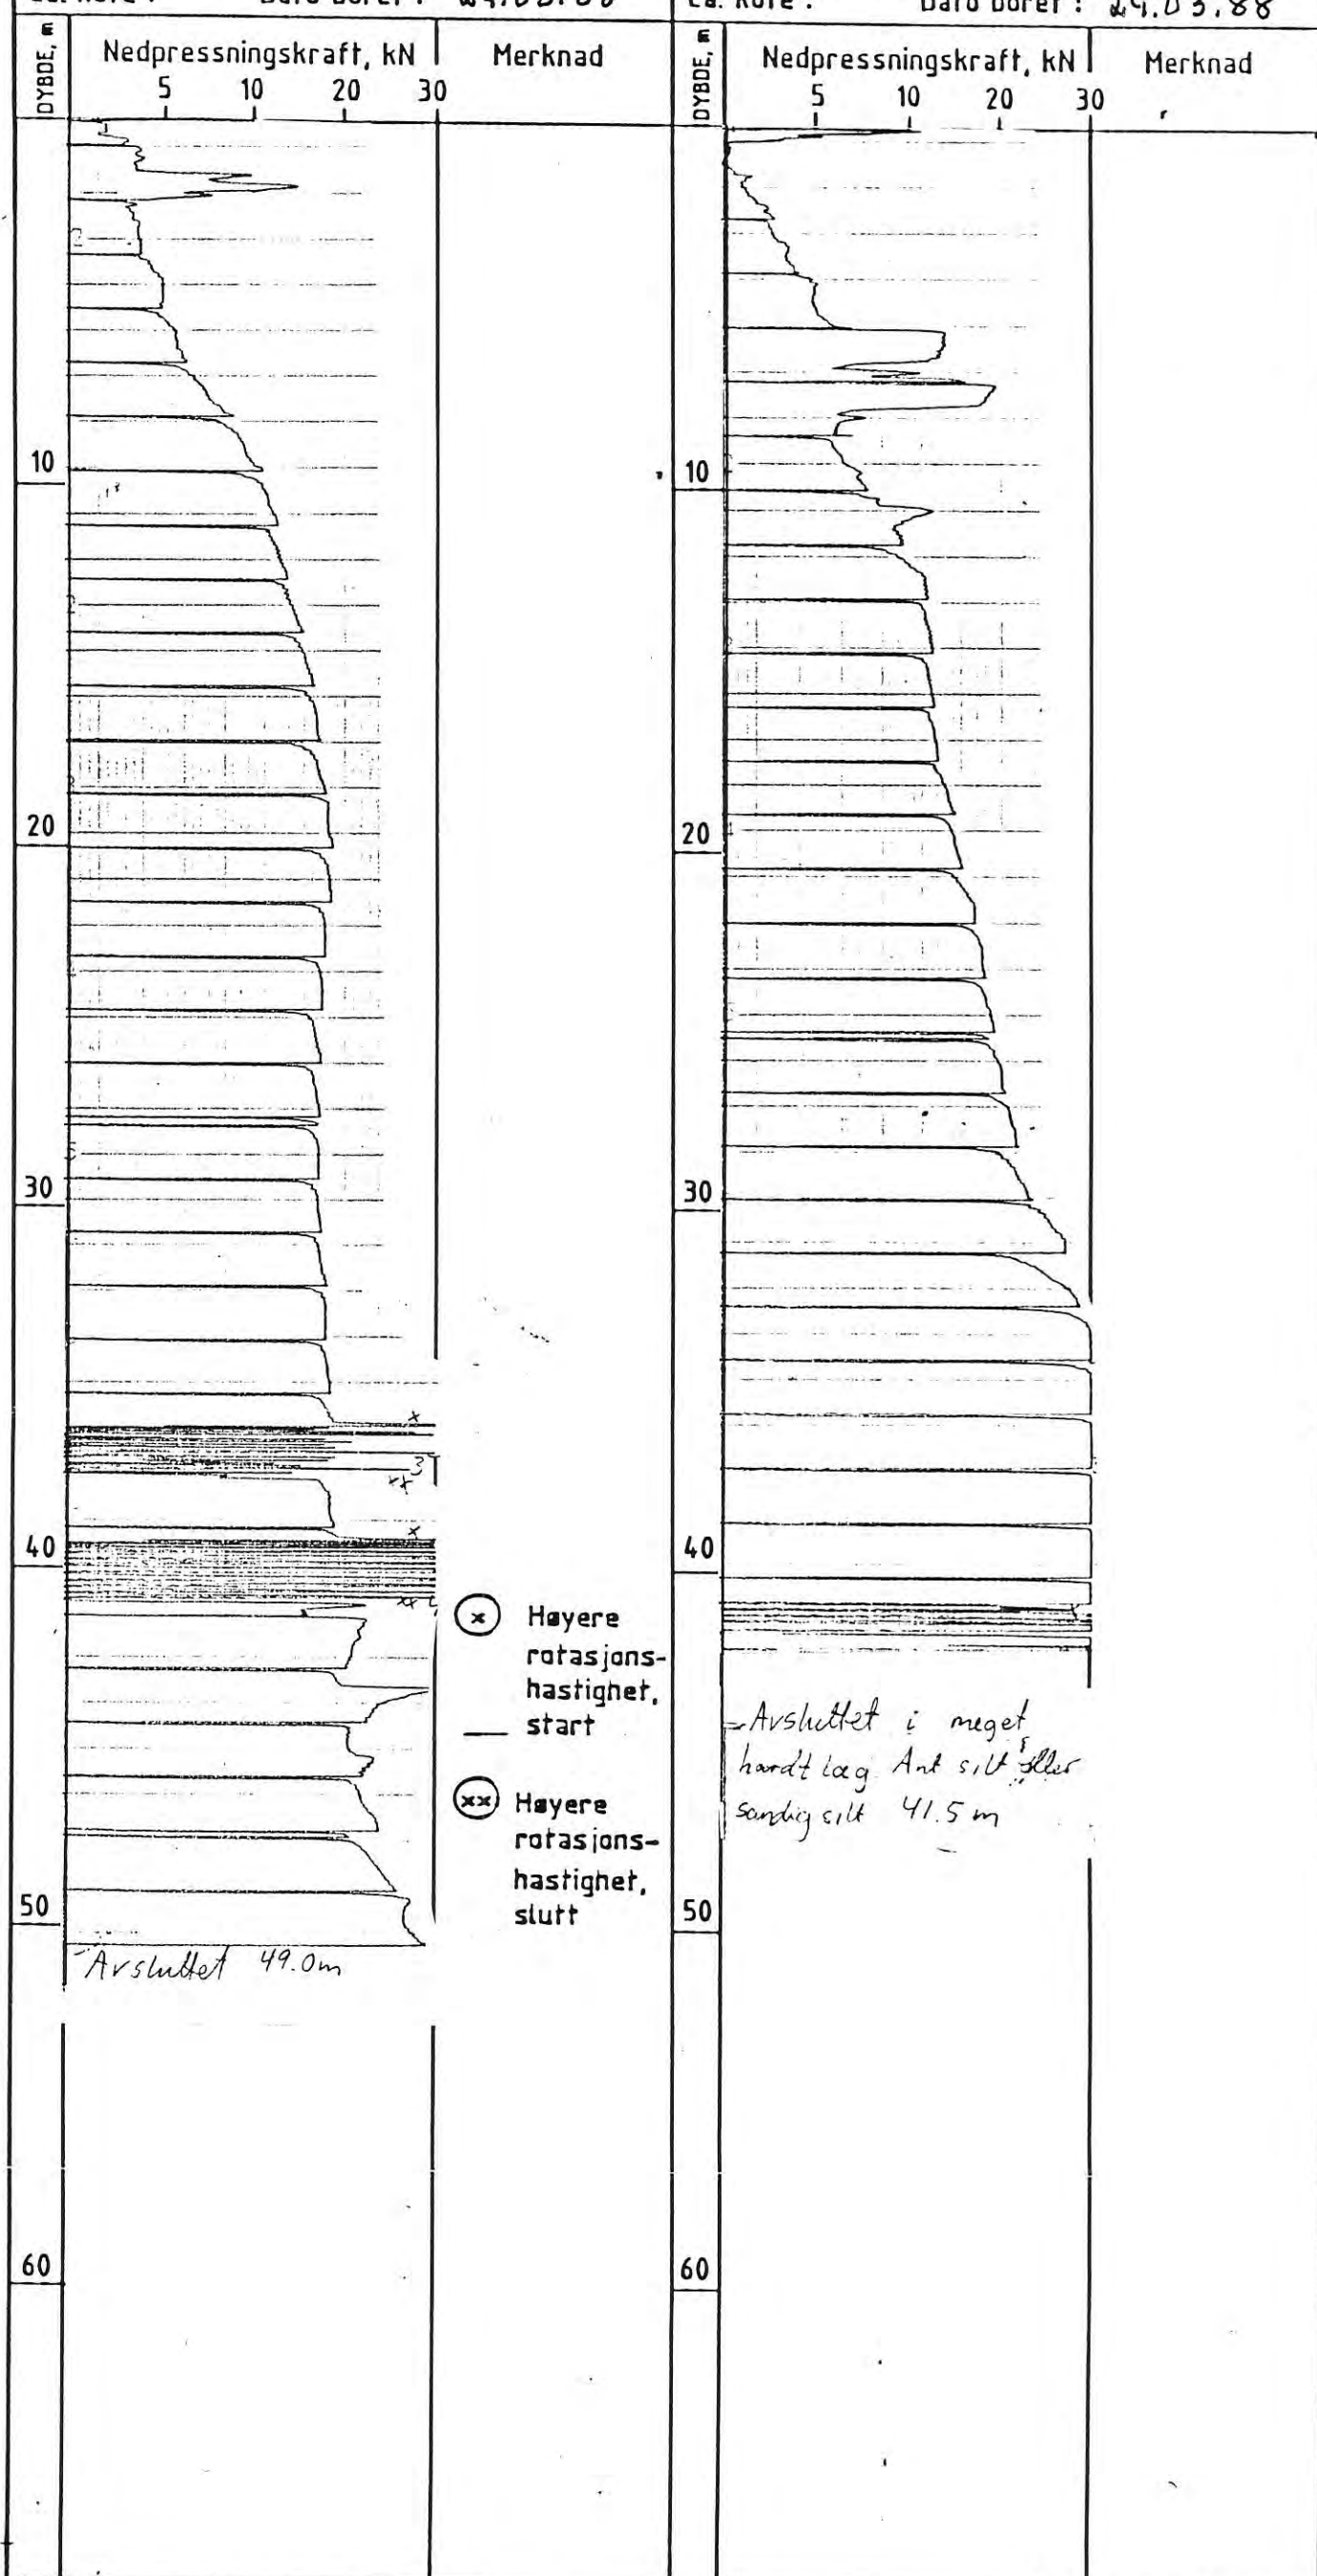 Dato boret :
Nedpressningskraft, kN
Merknad
DYBDE, m
5 10 20 30
10
20
30
40
50
60
x
xx
x
xx
(x) Høyere
rotasjons-
hastighet,
start
(xx) Høyere
rotasjons-
hastighet,
slutt
Avsluttet 49.0m
Ca. Kote : Dato boret : 29.03.88
Nedpressningskraft, kN
Merknad
DYBDE, m
5 10 20 30
10
20
30
40
Avsluttet i meget
hardt lag. Ant silt eller
sandig silt 41.5 m
50
60